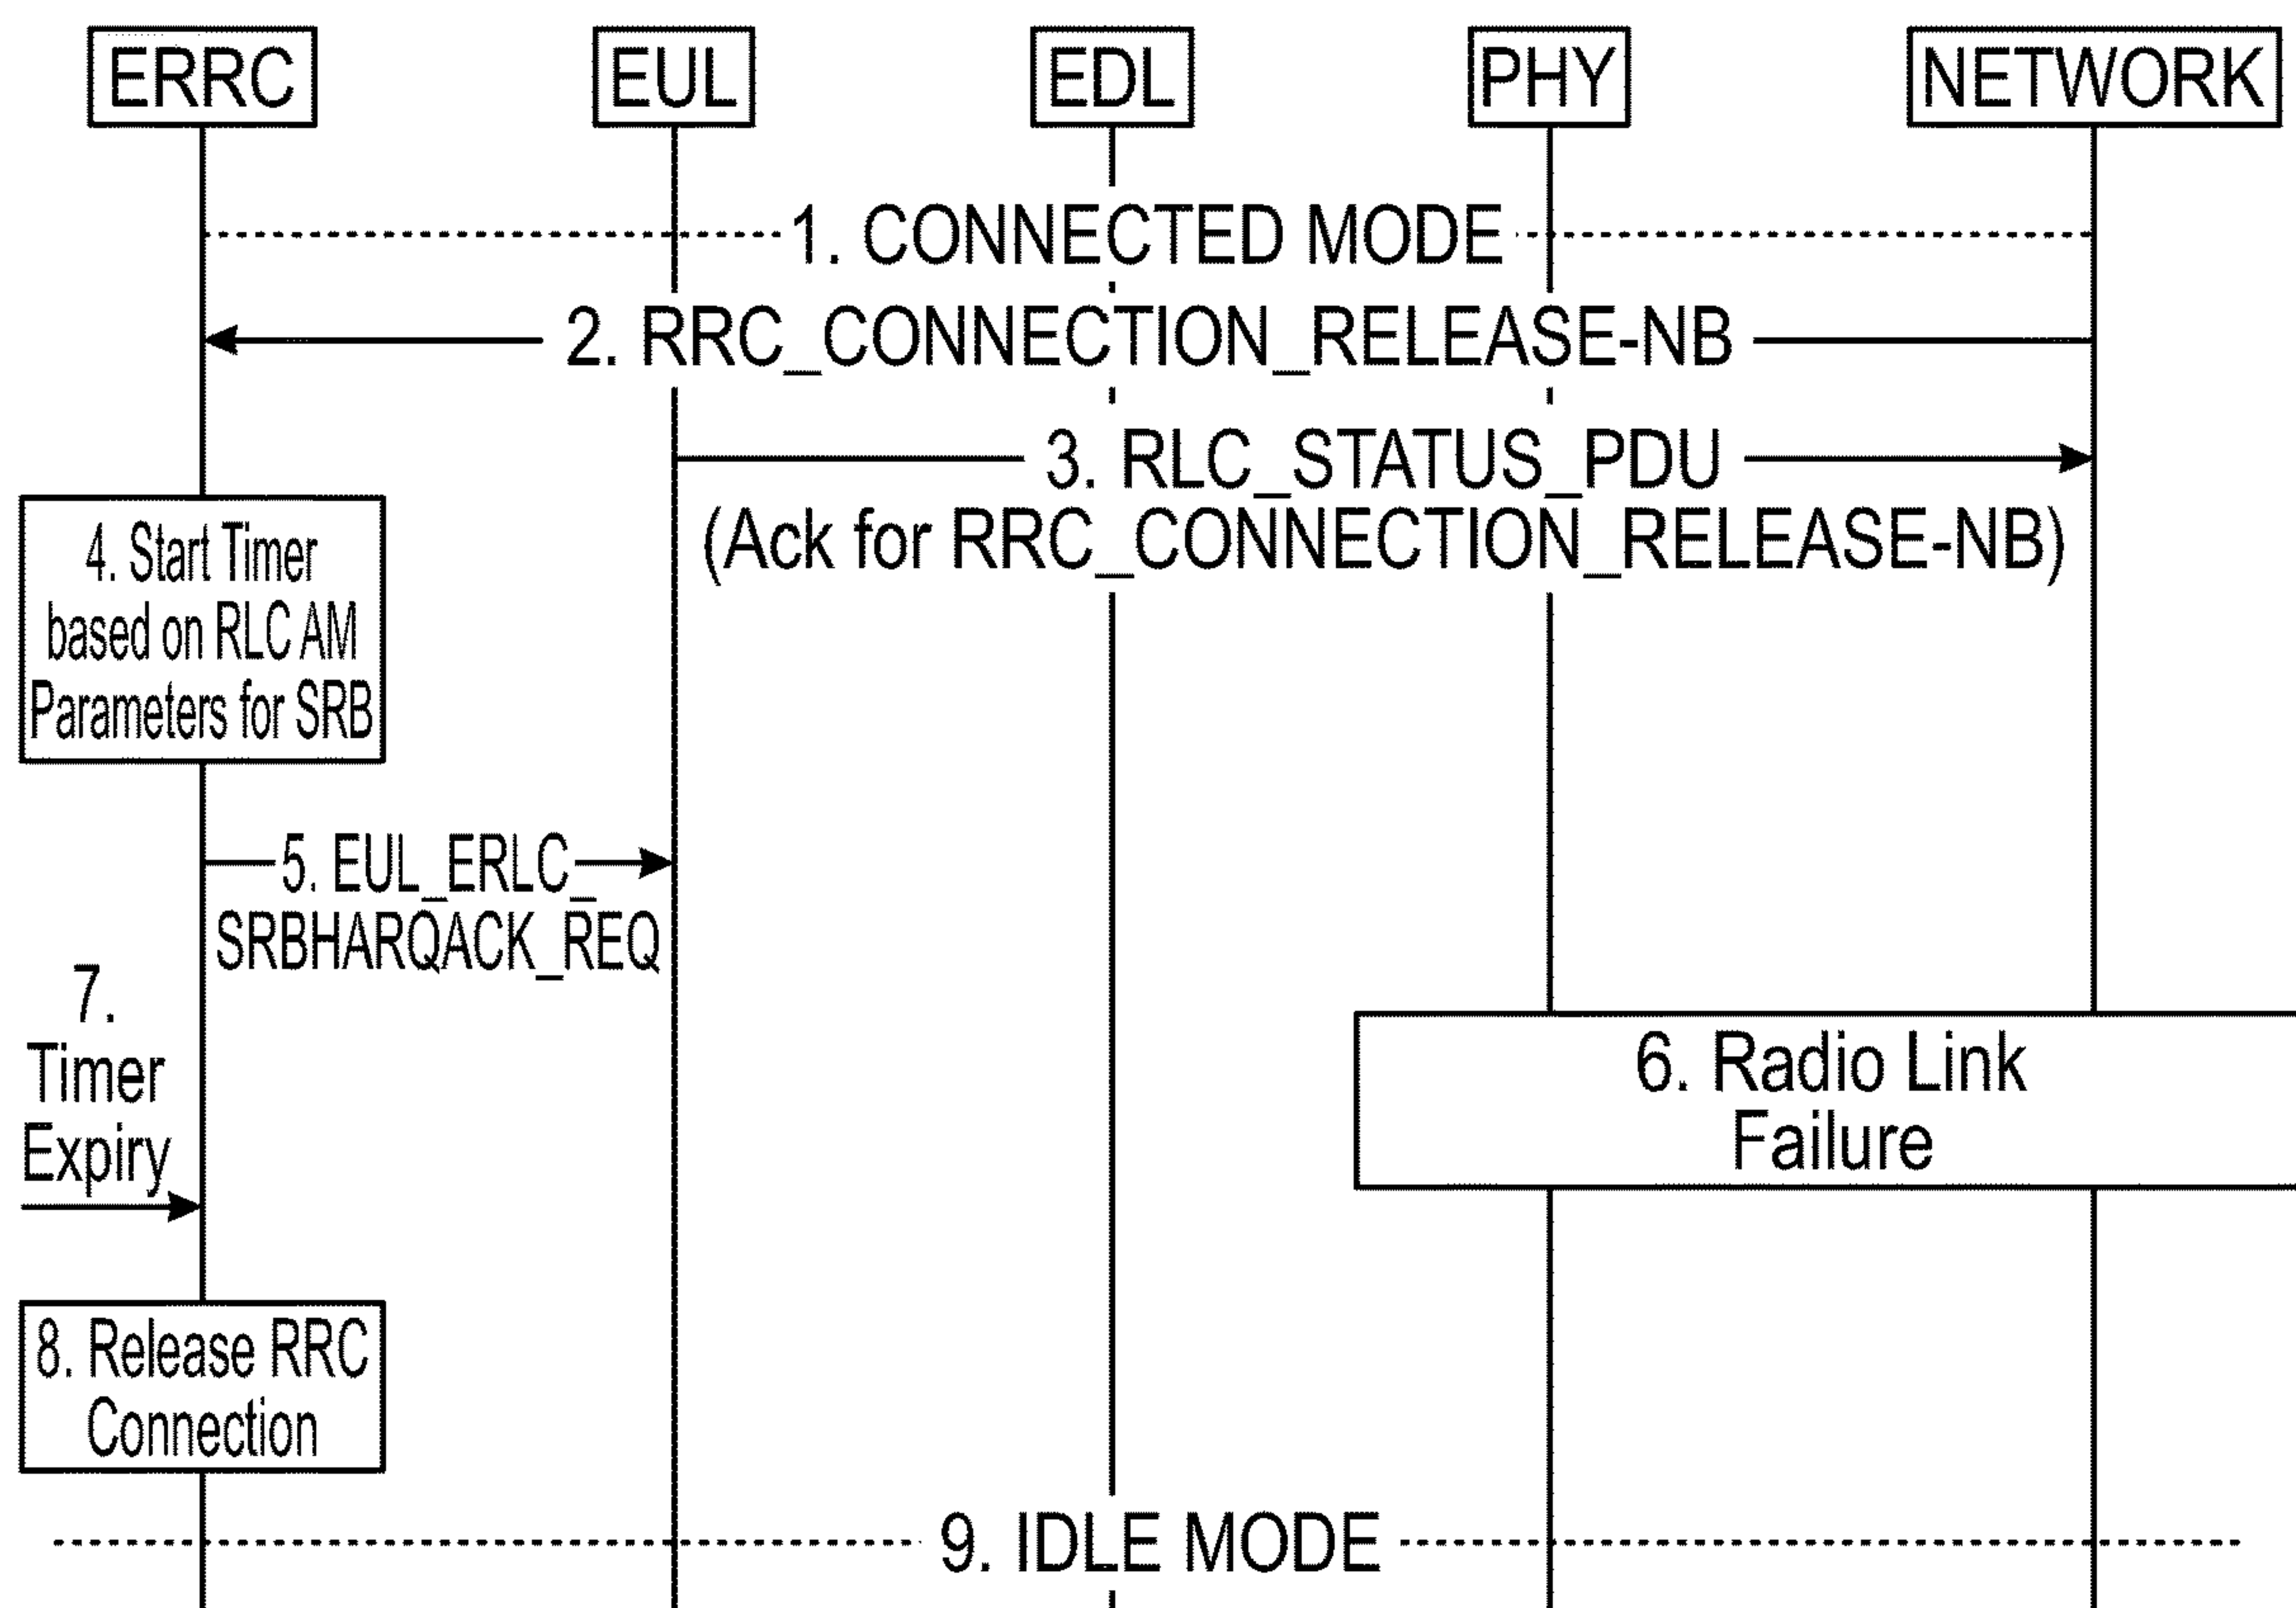 ERRC
EUL
EDL
PHY
NETWORK
1. CONNECTED MODE
2. RRC_CONNECTION_RELEASE-NB
3. RLC_STATUS_PDU
(Ack for RRC_CONNECTION_RELEASE-NB)
4. Start Timer
based on RLC AM
Parameters for SRB
5. EUL_ERLC_
SRBHARQACK_REQ
6. Radio Link
Failure
7.
Timer
Expiry
8. Release RRC
Connection
9. IDLE MODE